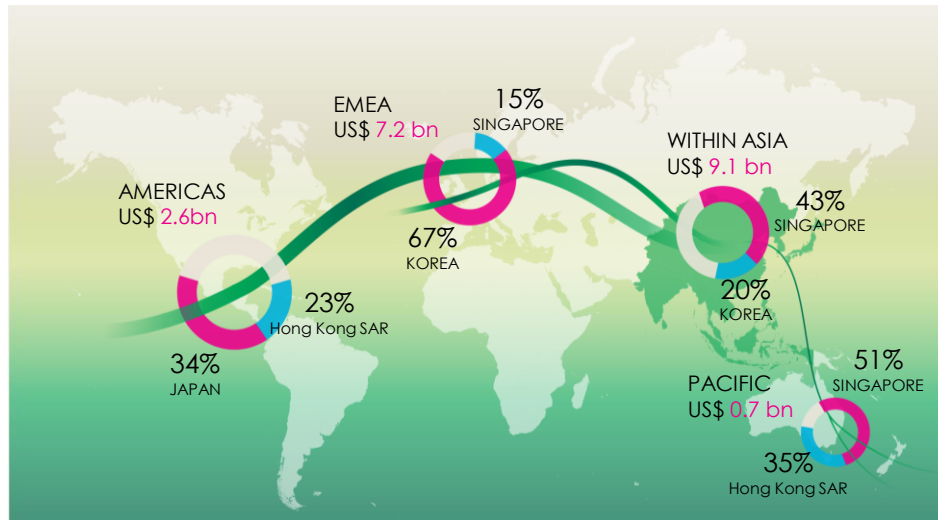 AMERICAS
US$ 2.6bn
23%
Hong Kong SAR
34%
JAPAN
EMEA
US$ 7.2 bn
15%
SINGAPORE
67%
KOREA
WITHIN ASIA
US$ 9.1 bn
43%
SINGAPORE
20%
KOREA
PACIFIC
US$ 0.7 bn
51%
SINGAPORE
35%
Hong Kong SAR